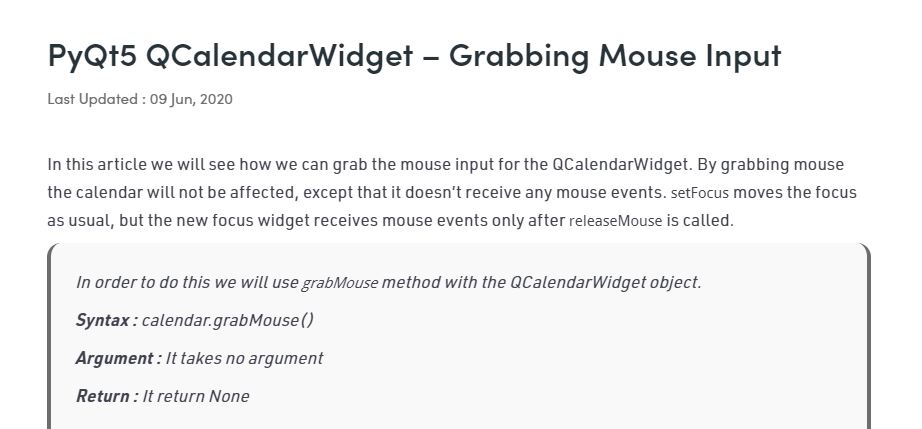 PyQt5 QCalendarWidget – Grabbing Mouse Input
Last Updated : 09 Jun, 2020
In this article we will see how we can grab the mouse input for the QCalendarWidget. By grabbing mouse
the calendar will not be affected, except that it doesn't receive any mouse events. setFocus moves the focus
as usual, but the new focus widget receives mouse events only after releaseMouse is called.
In order to do this we will use grabMouse method with the QCalendarWidget object.
Syntax : calendar.grabMouse()
Argument : It takes no argument
Return : It return None